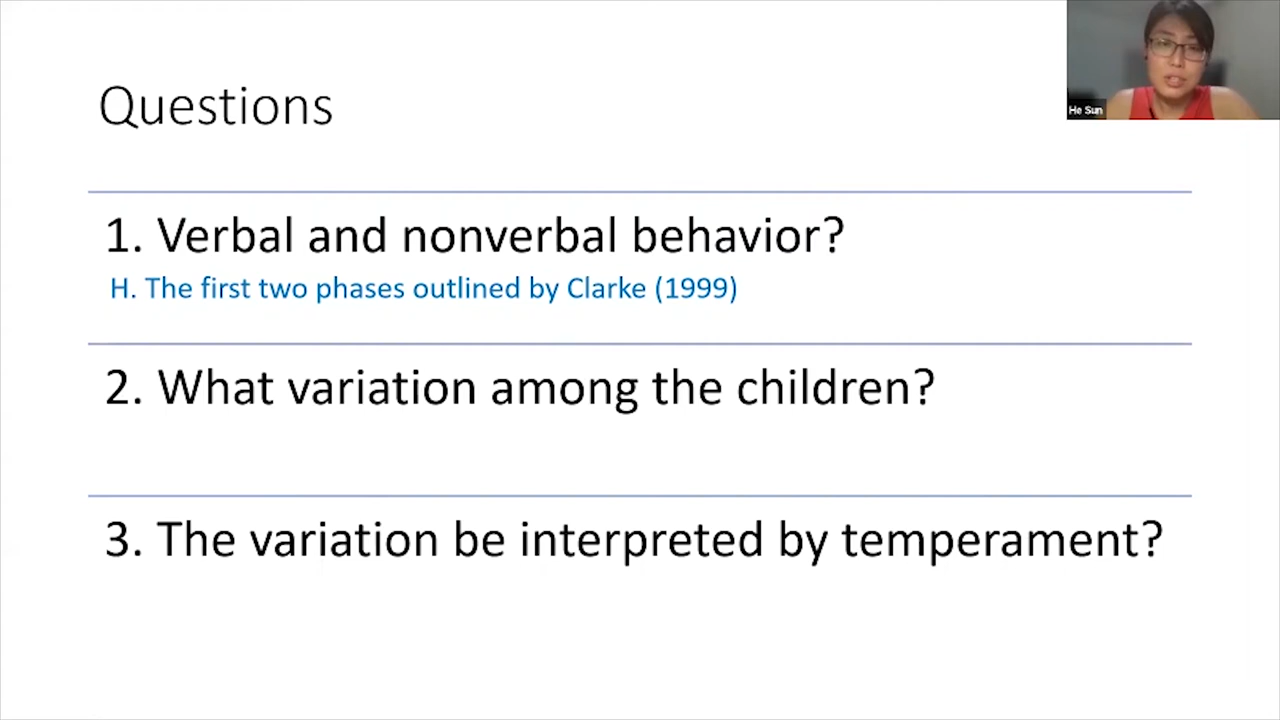 He Sun
Questions
1. Verbal and nonverbal behavior?
H. The first two phases outlined by Clarke (1999)
2. What variation among the children?
3. The variation be interpreted by temperament?